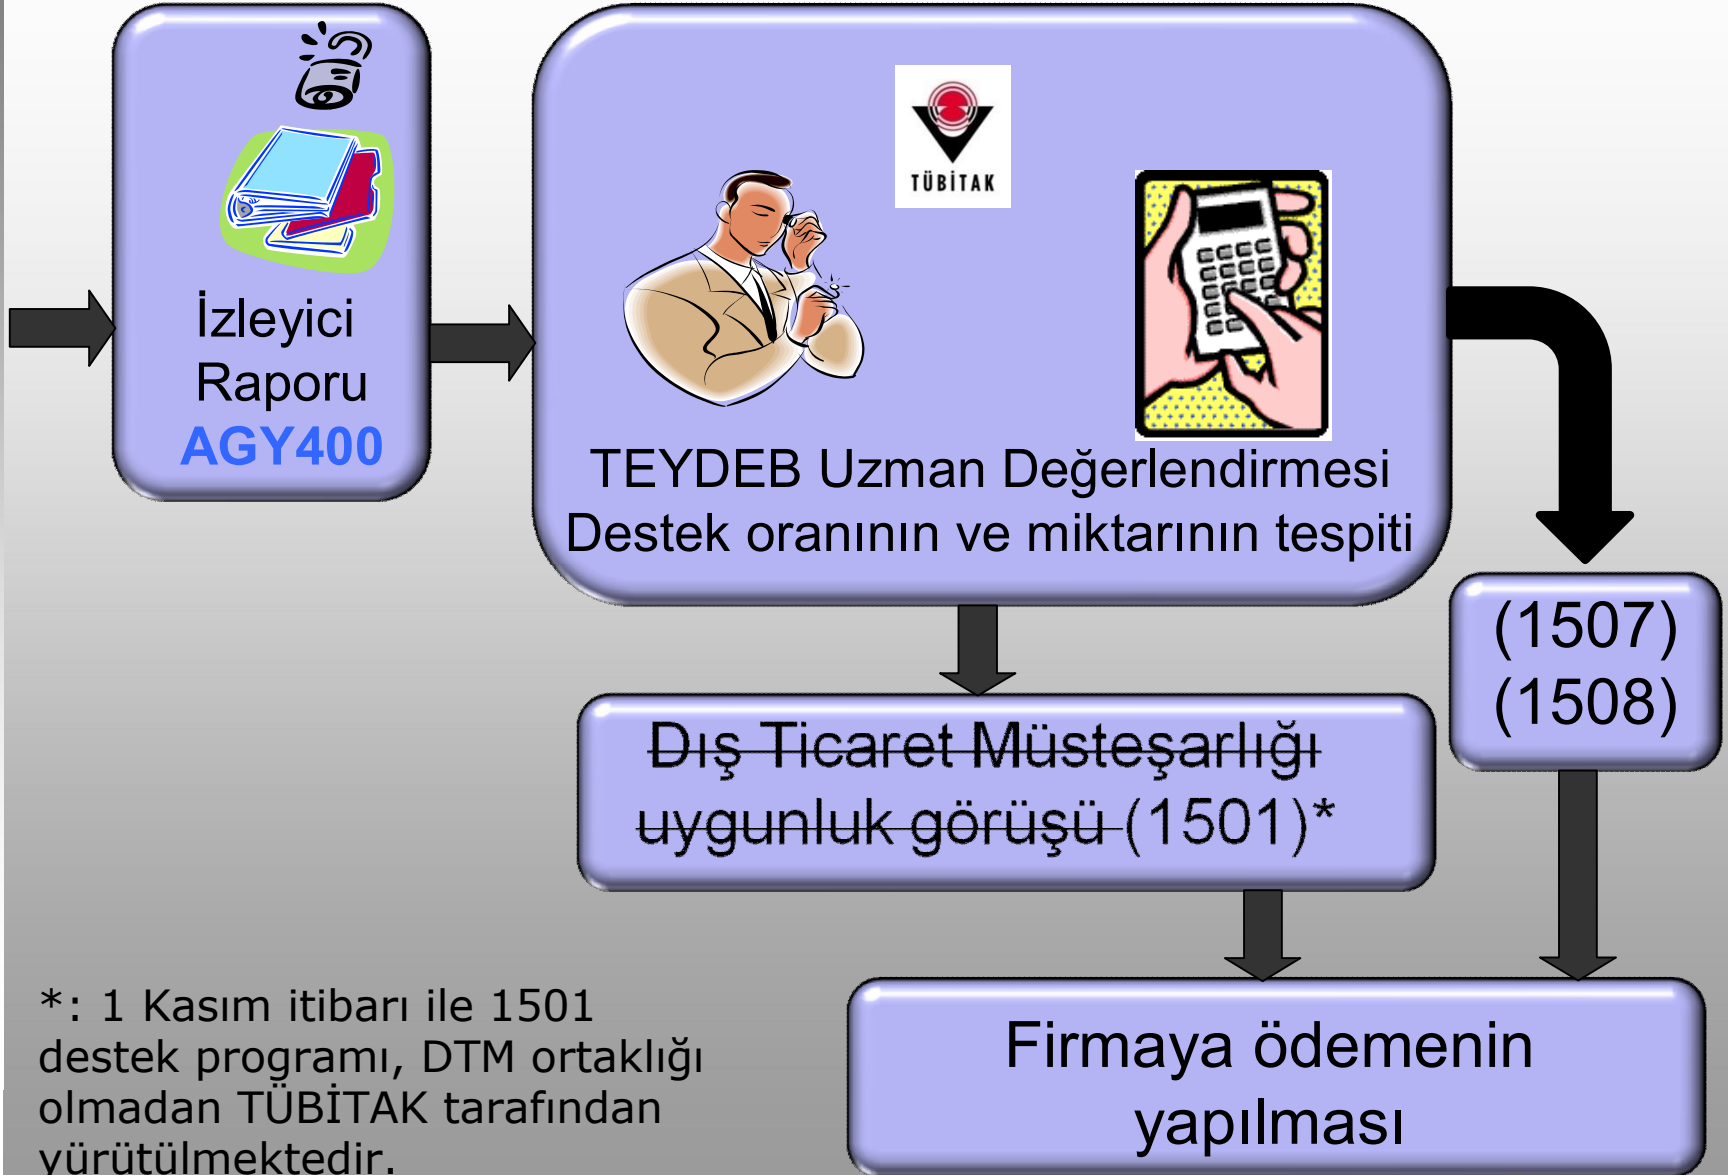 İzleyici
Raporu
AGY400
TÜBİTAK
TEYDEB Uzman Değerlendirmesi
Destek oranının ve miktarının tespiti
(1507)
(1508)
Dış Ticaret Müsteşarlığı
uygunluk görüşü (1501)*
*: 1 Kasım itibarı ile 1501
destek programı, DTM ortaklığı
olmadan TÜBİTAK tarafından
yürütülmektedir.
Firmaya ödemenin
yapılması